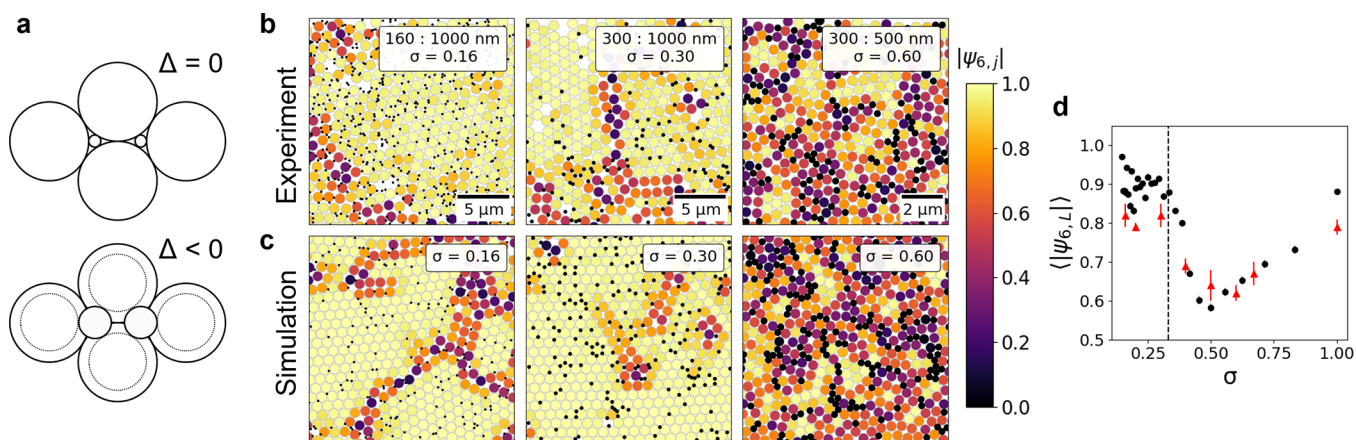 a
Δ = 0
Δ < 0
b
Experiment
160 : 1000 nm
σ = 0.16
5 μm
300 : 1000 nm
σ = 0.30
5 μm
300 : 500 nm
σ = 0.60
2 μm
c
Simulation
σ = 0.16
σ = 0.30
σ = 0.60
|ψ6,j|
1.0
0.8
0.6
0.4
0.2
0.0
d
⟨|ψ6,L|⟩
1.0
0.9
0.8
0.7
0.6
0.5
0.25
0.50
0.75
1.00
σ